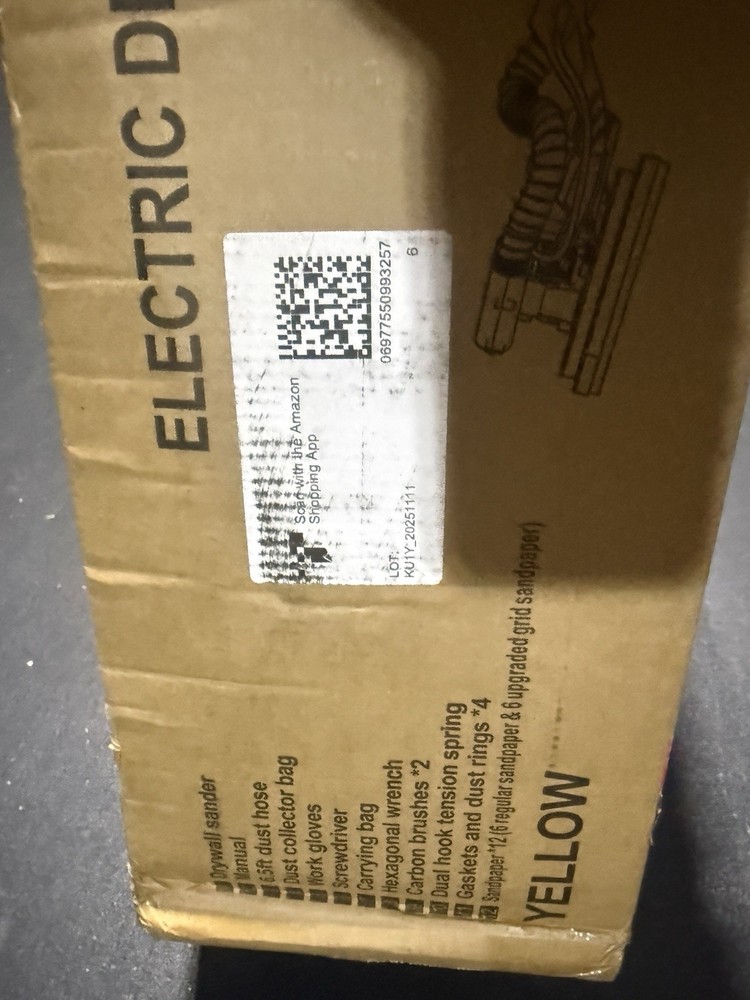 ELECTRIC D
Scan with the Amazon
Shopping App
06977550993257
6
LOT:
KU1Y_20251111
Drywall sander
Manual
6.5ft dust hose
Dust collector bag
Work gloves
Screwdriver
Carrying bag
Hexagonal wrench
Carbon brushes *2
Dual hook tension spring
Gaskets and dust rings *4
12 Sandpaper *12 (6 regular sandpaper & 6 upgraded grid sandpaper)
YELLOW